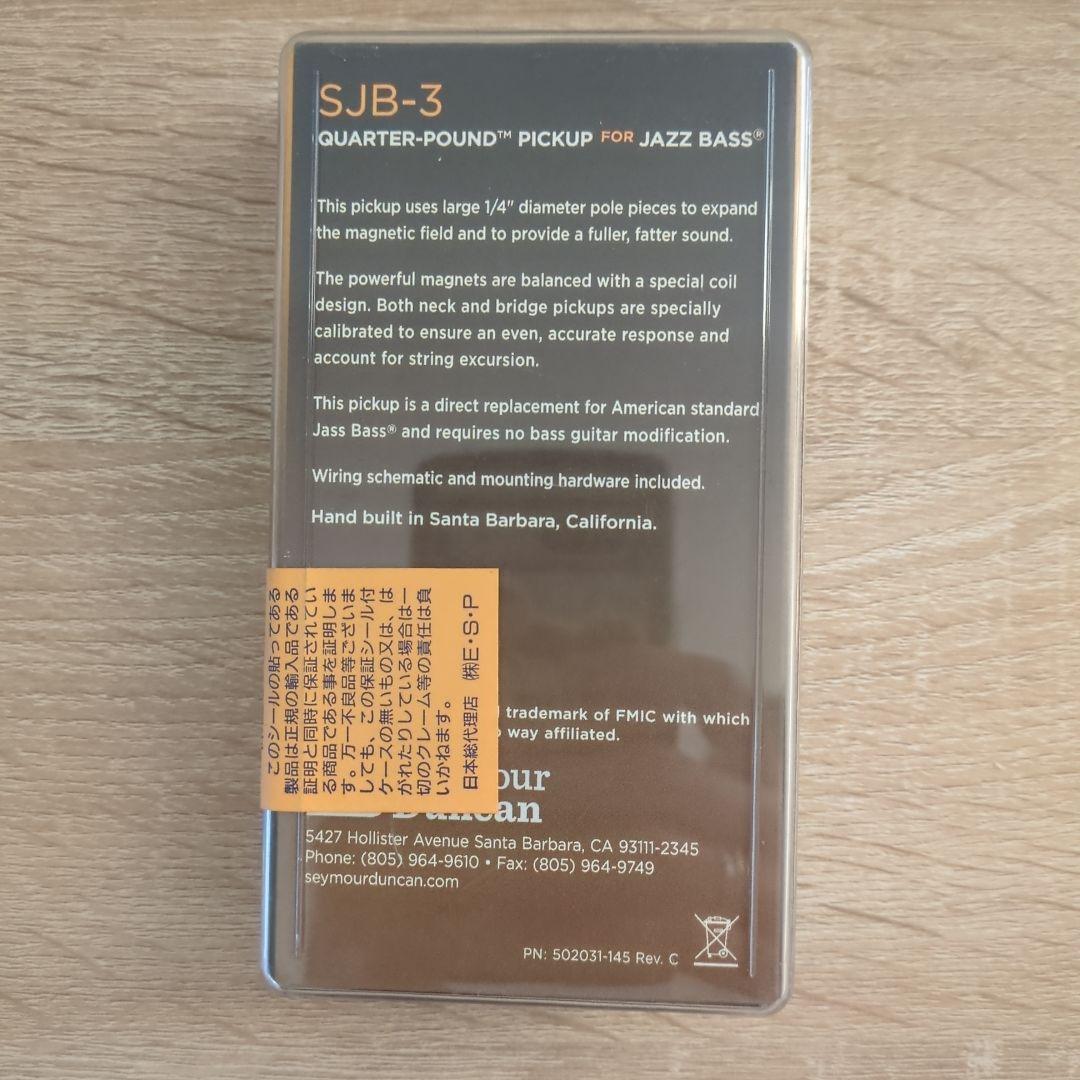 SJB-3
QUARTER-POUND™ PICKUP FOR JAZZ BASS®
This pickup uses large 1/4" diameter pole pieces to expand
the magnetic field and to provide a fuller, fatter sound.
The powerful magnets are balanced with a special coil
design. Both neck and bridge pickups are specially
calibrated to ensure an even, accurate response and
account for string excursion.
This pickup is a direct replacement for American standard
Jass Bass® and requires no bass guitar modification.
Wiring schematic and mounting hardware included.
Hand built in Santa Barbara, California.
このシールの貼ってある
製品は正規の輸入品である
証明と同時に保証されてい
る商品である事を証明しま
す。万一不良品等ございま
しても、この保証シール付
ケースの無いもの又は、は
がれたりしている場合は一
切のクレーム等の責任は負
いかねます。
日本総代理店 ㈱E・S・P
trademark of FMIC with which
way affiliated.
our
Duncan
5427 Hollister Avenue Santa Barbara, CA 93111-2345
Phone: (805) 964-9610 • Fax: (805) 964-9749
seymourduncan.com
PN: 502031-145 Rev. C